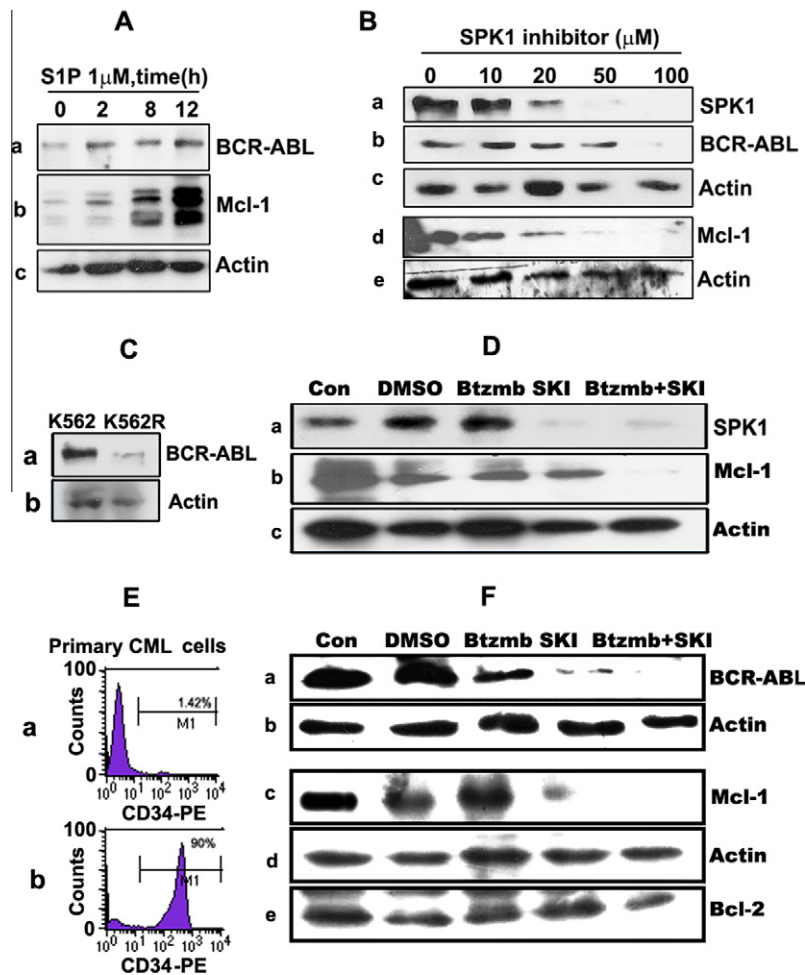 A
S1P 1μM,time(h)
0 2 8 12
a BCR-ABL
b Mcl-1
c Actin
B
SPK1 inhibitor (μM)
0 10 20 50 100
a SPK1
b BCR-ABL
c Actin
d Mcl-1
e Actin
C
K562 K562R
a BCR-ABL
b Actin
D
Con DMSO Btzmb SKI Btzmb+SKI
a SPK1
b Mcl-1
c Actin
E
Primary CML cells
a
100
Counts
0
1.42%
M1
10⁰ 10¹ 10² 10³ 10⁴
CD34-PE
b
100
80
60
40
20
0
Counts
90%
M1
10⁰ 10¹ 10² 10³ 10⁴
CD34-PE
F
Con DMSO Btzmb SKI Btzmb+SKI
a BCR-ABL
b Actin
c Mcl-1
d Actin
e Bcl-2